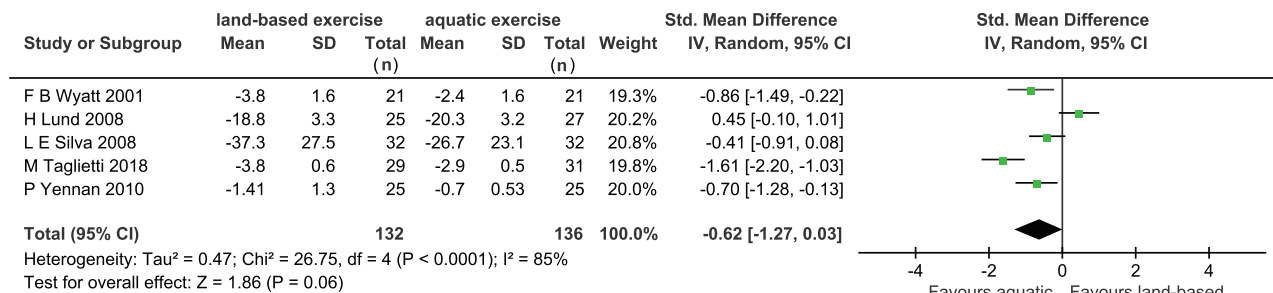 land-based exercise aquatic exercise Std. Mean Difference Std. Mean Difference
Study or Subgroup Mean SD Total Mean SD Total Weight IV, Random, 95% CI IV, Random, 95% CI
(n) (n)
F B Wyatt 2001 -3.8 1.6 21 -2.4 1.6 21 19.3% -0.86 [-1.49, -0.22]
H Lund 2008 -18.8 3.3 25 -20.3 3.2 27 20.2% 0.45 [-0.10, 1.01]
L E Silva 2008 -37.3 27.5 32 -26.7 23.1 32 20.8% -0.41 [-0.91, 0.08]
M Taglietti 2018 -3.8 0.6 29 -2.9 0.5 31 19.8% -1.61 [-2.20, -1.03]
P Yennan 2010 -1.41 1.3 25 -0.7 0.53 25 20.0% -0.70 [-1.28, -0.13]
Total (95% CI) 132 136 100.0% -0.62 [-1.27, 0.03]
Heterogeneity: Tau² = 0.47; Chi² = 26.75, df = 4 (P < 0.0001); I² = 85%
Test for overall effect: Z = 1.86 (P = 0.06)
-4 -2 0 2 4
Favours aquatic Favours land-based